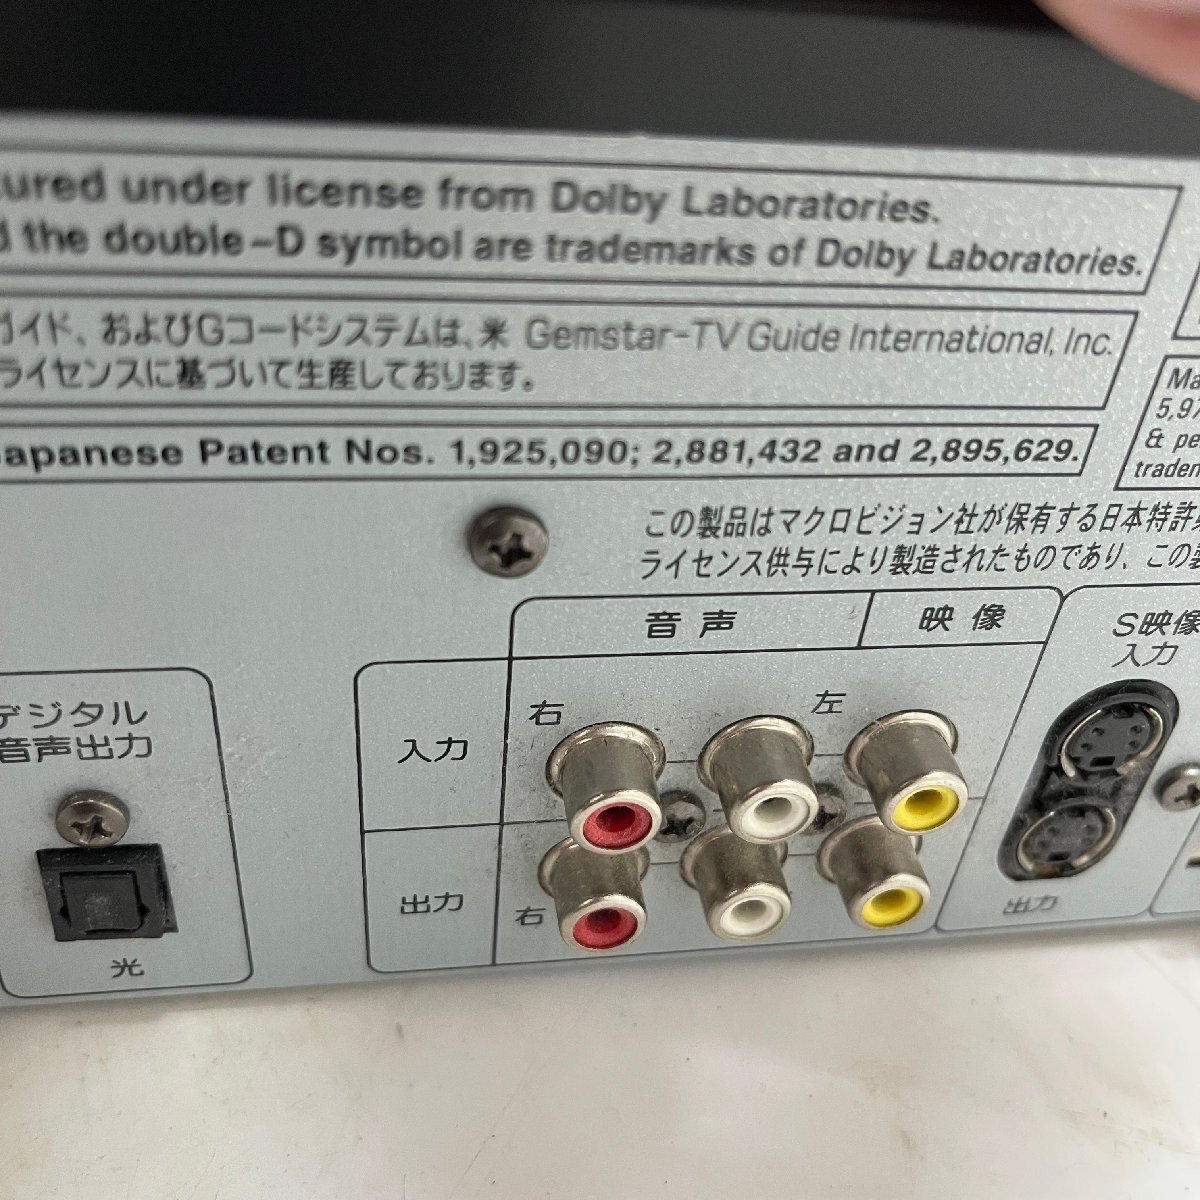 under license from Dolby Laboratories.
the double-D symbol are trademarks of Dolby Laboratories.
ガイド、およびGコードシステムは、米 Gemstar-TV Guide International, Inc.
ライセンスに基づいて生産しております。
Japanese Patent Nos. 1,925,090; 2,881,432 and 2,895,629.
& pe
この製品はマクロビジョン社が保有する日本特許
ライセンス供与により製造されたものであり、この
音声
映像
S映像
入力
デジタル
音声出力
光
入力
右
左
出力
右
出力